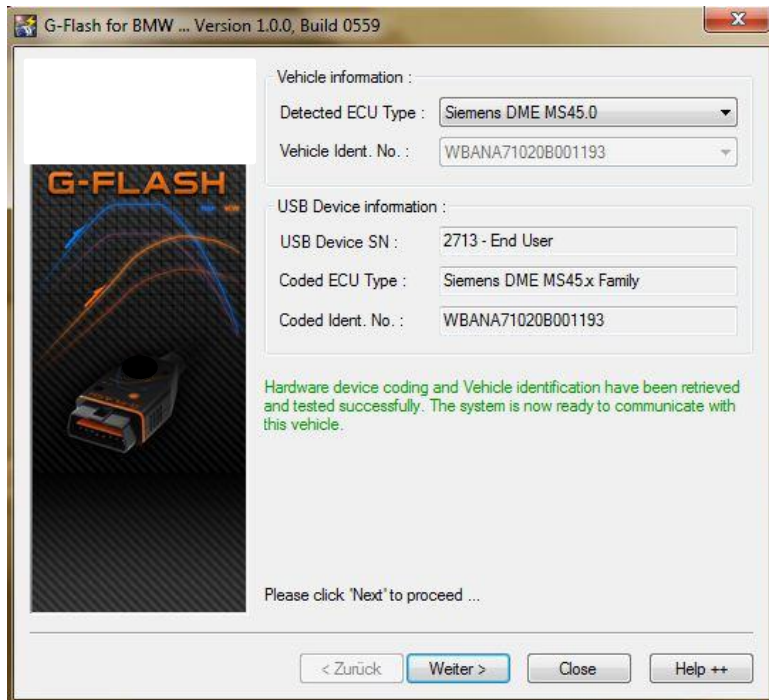 G-Flash for BMW ... Version 1.0.0, Build 0559
Vehicle information :
Detected ECU Type : Siemens DME MS45.0
Vehicle Ident. No. : WBANA71020B001193
G-FLASH
USB Device information :
USB Device SN : 2713 - End User
Coded ECU Type : Siemens DME MS45.x Family
Coded Ident. No. : WBANA71020B001193
Hardware device coding and Vehicle identification have been retrieved
and tested successfully. The system is now ready to communicate with
this vehicle.
Please click 'Next' to proceed ...
< Zurück Weiter > Close Help ++